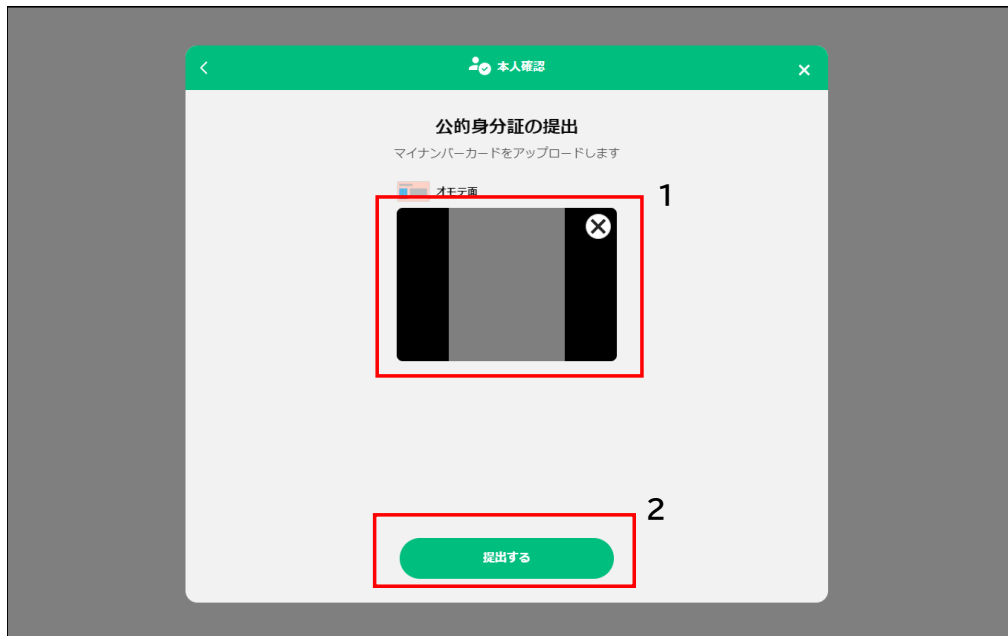 本人確認
公的身分証の提出
マイナンバーカードをアップロードします
オモテ面
1
2
提出する